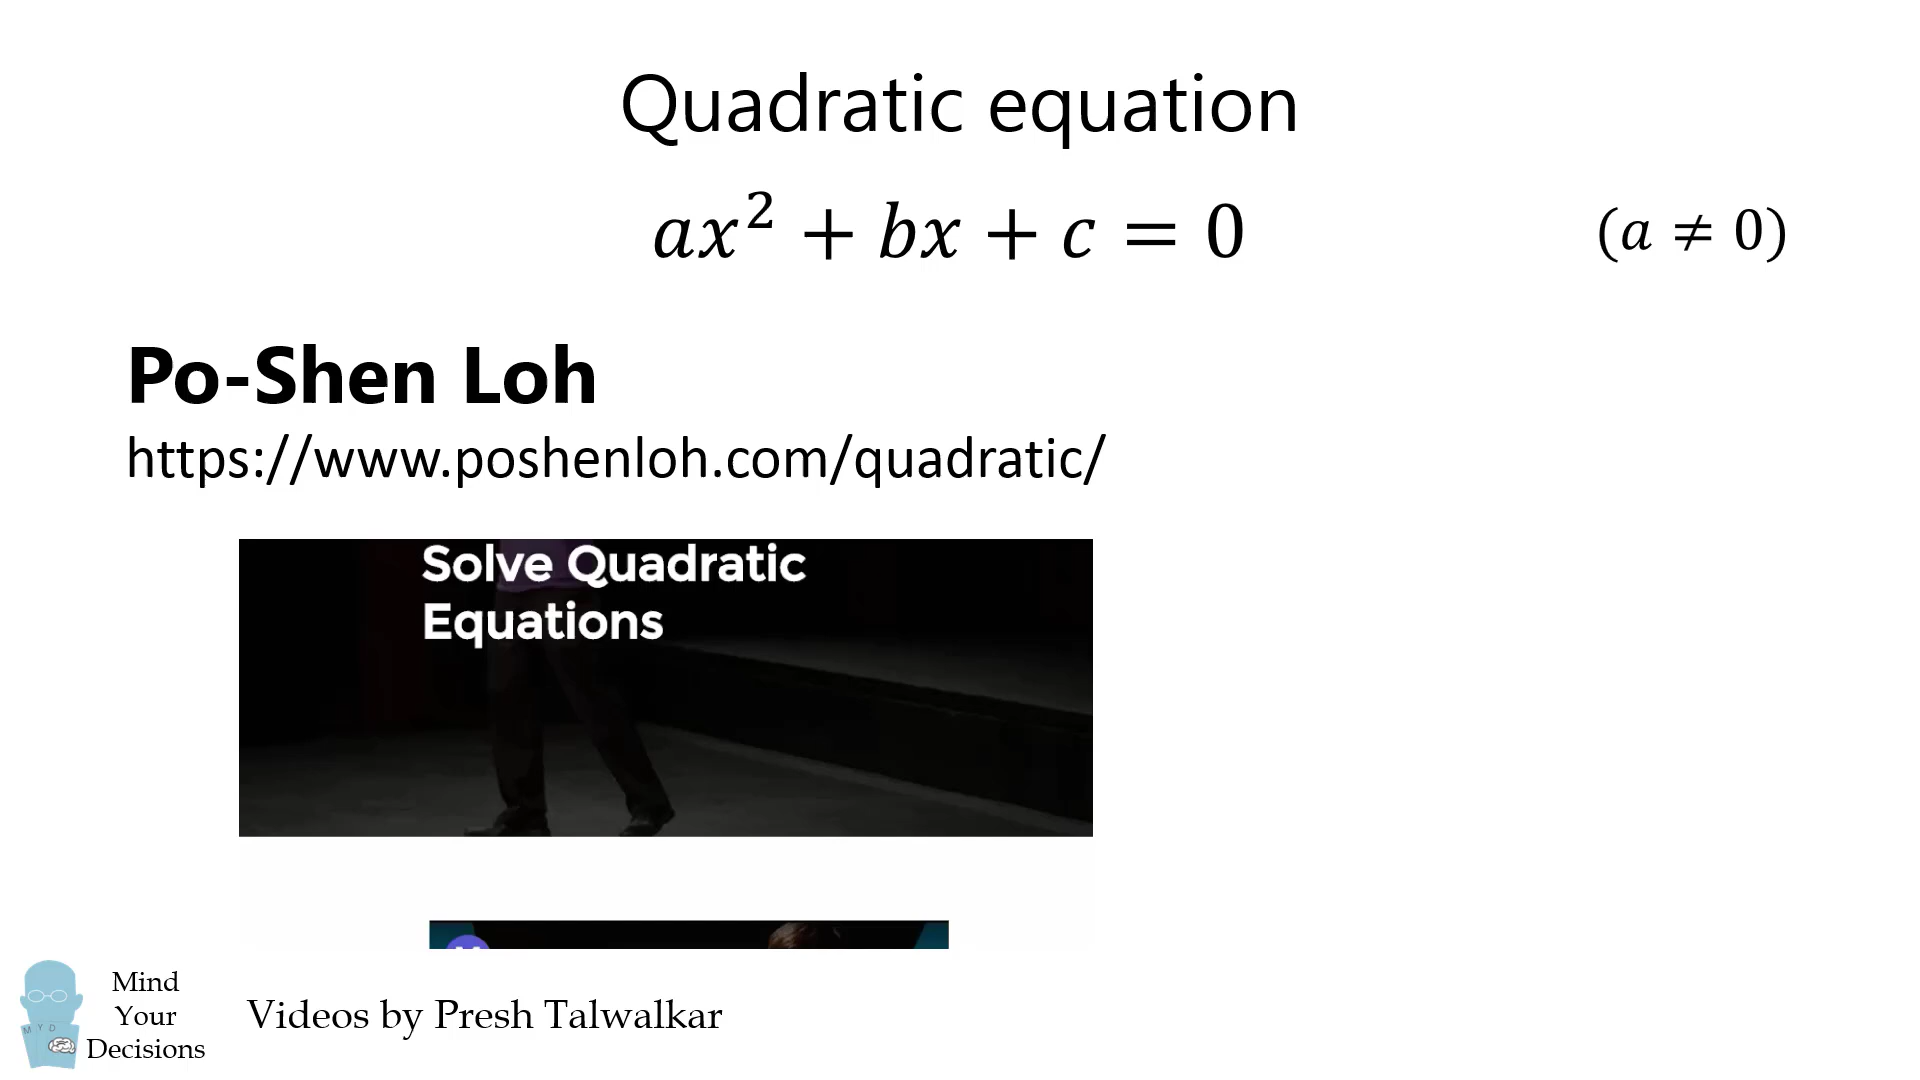 Quadratic equation
ax² + bx + c = 0 (a ≠ 0)
Po-Shen Loh
https://www.poshenloh.com/quadratic/
Solve Quadratic
Equations
Mind
Your
Decisions
M Y D
Videos by Presh Talwalkar